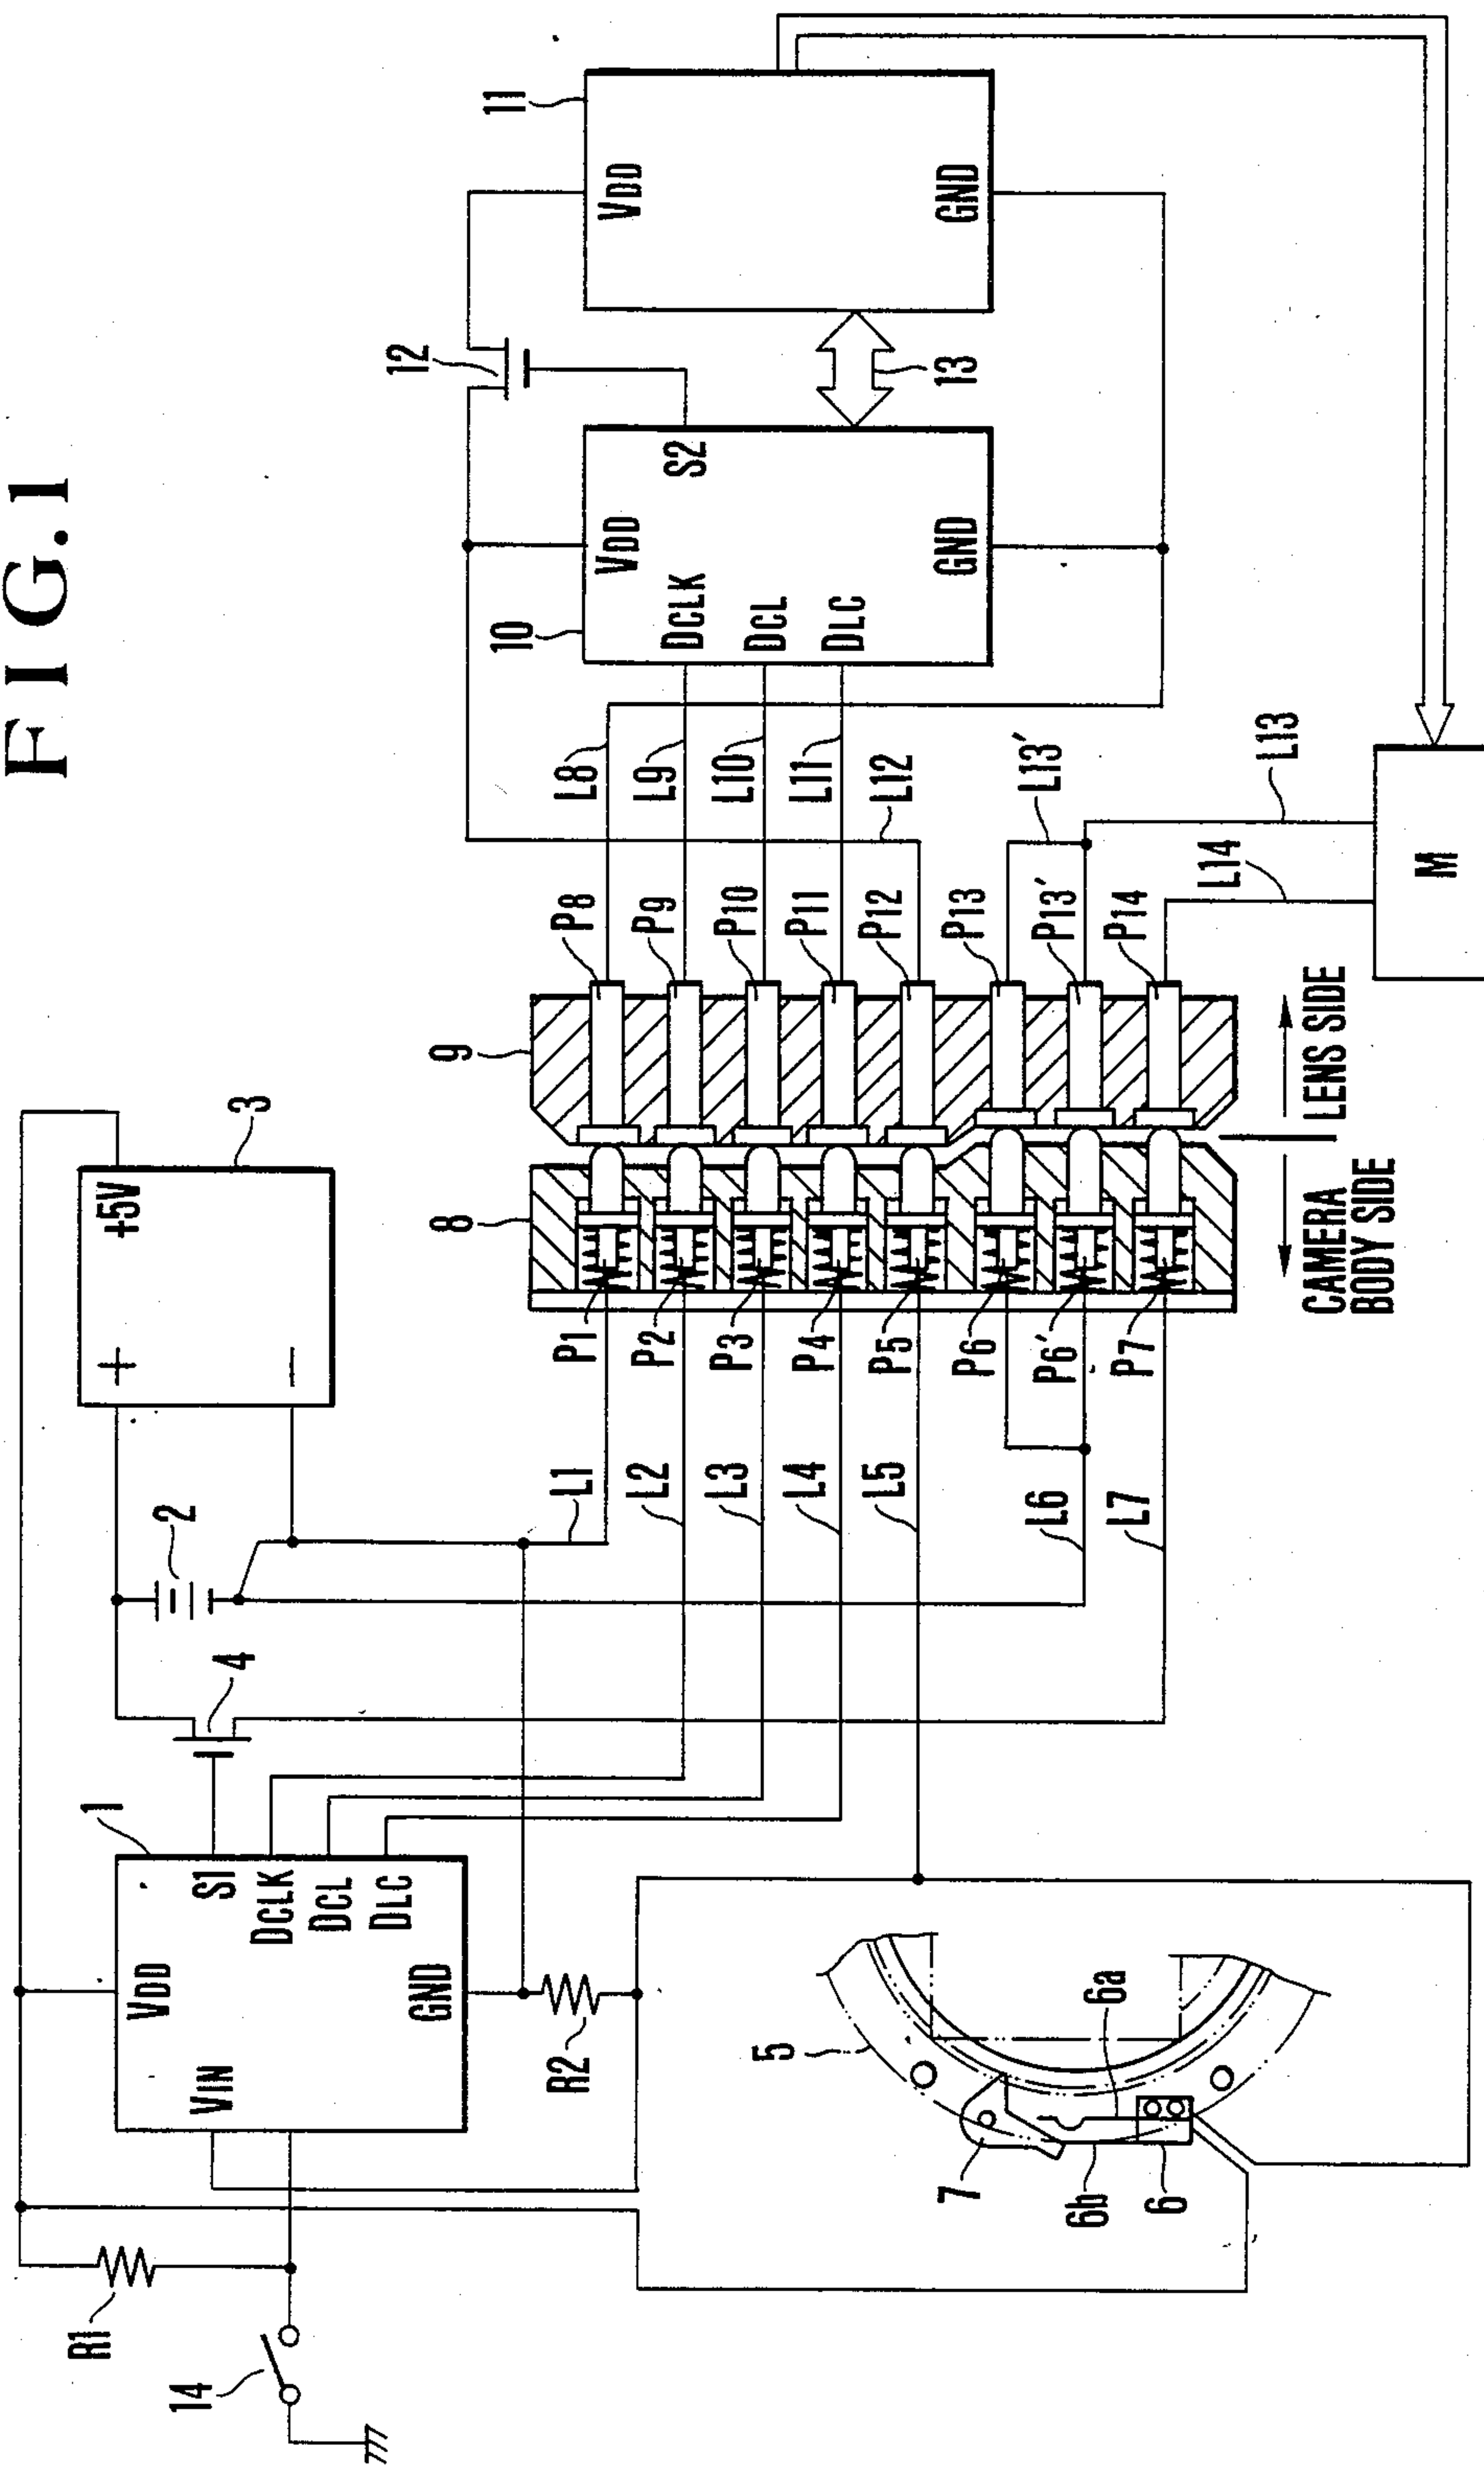 FIG.1
11
VDD
GND
12
13
10
VDD
S2
DCLK
DCL
DLC
GND
L8
L9
L10
L11
L12
L13'
L13
L14
M
P8
P9
P10
P11
P12
P13
P13'
P14
9
8
LENS SIDE
CAMERA
BODY SIDE
3
+5V
+
−
P1
P2
P3
P4
P5
P6
P6'
P7
2
L1
L2
L3
L4
L5
L6
L7
4
1
S1
DCLK
DCL
DLC
VDD
GND
VIN
R2
R1
14
5
6a
7
6b
6